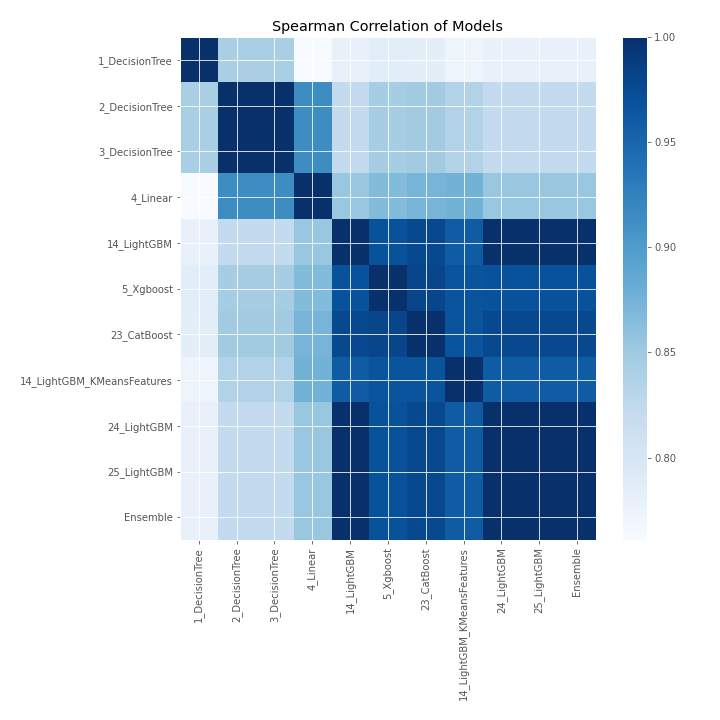 Spearman Correlation of Models
1_DecisionTree
2_DecisionTree
3_DecisionTree
4_Linear
14_LightGBM
5_Xgboost
23_CatBoost
14_LightGBM_KMeansFeatures
24_LightGBM
25_LightGBM
Ensemble
1_DecisionTree
2_DecisionTree
3_DecisionTree
4_Linear
14_LightGBM
5_Xgboost
23_CatBoost
14_LightGBM_KMeansFeatures
24_LightGBM
25_LightGBM
Ensemble
1.00
0.95
0.90
0.85
0.80